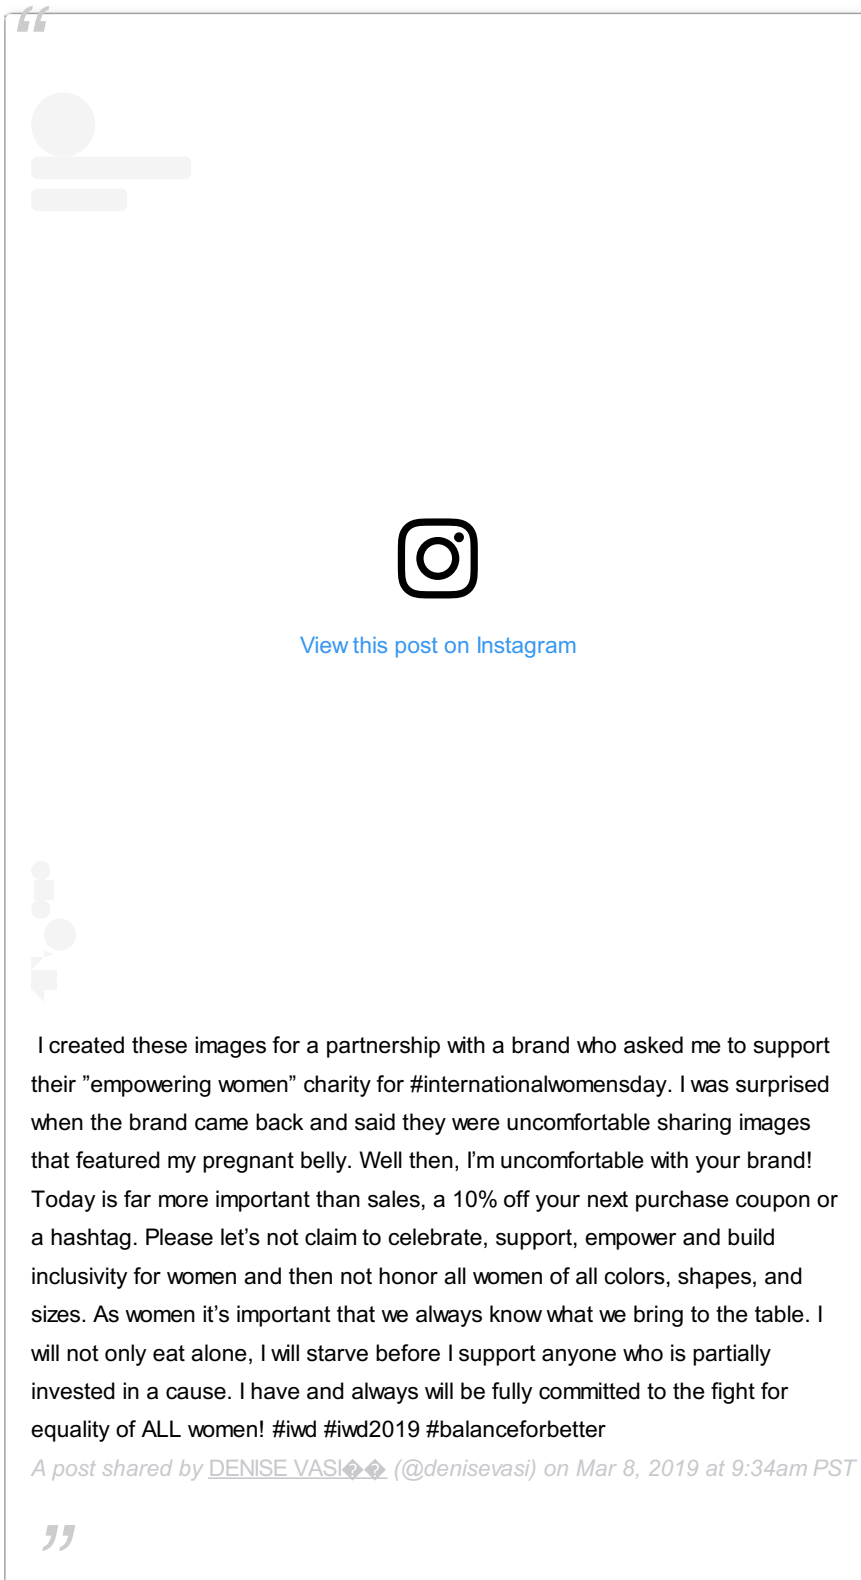 “
View this post on Instagram
I created these images for a partnership with a brand who asked me to support
their ”empowering women” charity for #internationalwomensday. I was surprised
when the brand came back and said they were uncomfortable sharing images
that featured my pregnant belly. Well then, I’m uncomfortable with your brand!
Today is far more important than sales, a 10% off your next purchase coupon or
a hashtag. Please let’s not claim to celebrate, support, empower and build
inclusivity for women and then not honor all women of all colors, shapes, and
sizes. As women it’s important that we always know what we bring to the table. I
will not only eat alone, I will starve before I support anyone who is partially
invested in a cause. I have and always will be fully committed to the fight for
equality of ALL women! #iwd #iwd2019 #balanceforbetter
A post shared by DENISE VASI�� (@denisevasi) on Mar 8, 2019 at 9:34am PST
”